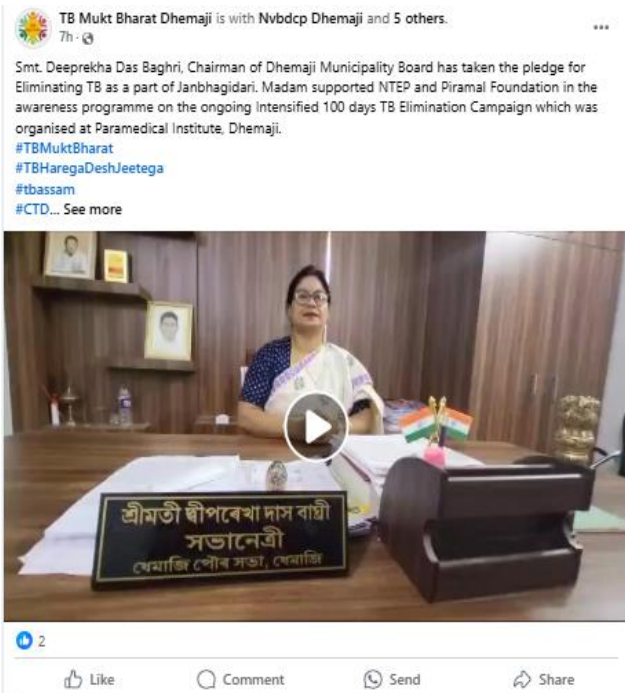 TB Mukt Bharat Dhemaji is with Nvbdcp Dhemaji and 5 others.
7h ·
Smt. Deeprekha Das Baghri, Chairman of Dhemaji Municipality Board has taken the pledge for
Eliminating TB as a part of Janbhagidari. Madam supported NTEP and Piramal Foundation in the
awareness programme on the ongoing Intensified 100 days TB Elimination Campaign which was
organised at Paramedical Institute, Dhemaji.
#TBMuktBharat
#TBHaregaDeshJeetega
#tbassam
#CTD... See more
শ্ৰীমতী দ্বীপৰেখা দাস বাঘ্ৰী
সভানেত্ৰী
ধেমাজি পৌৰ সভা, ধেমাজি
2
Like
Comment
Send
Share